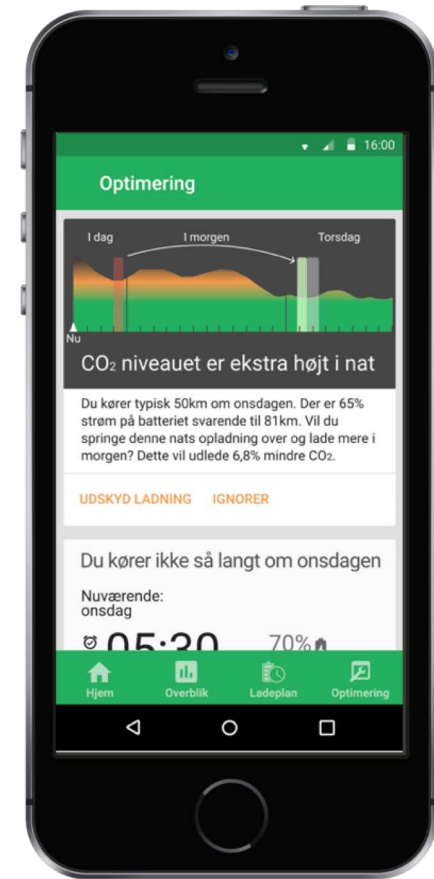 16:00
Optimering
I dag I morgen Torsdag
Nu
CO₂ niveauet er ekstra højt i nat
Du kører typisk 50km om onsdagen. Der er 65%
strøm på batteriet svarende til 81km. Vil du
springe denne nats opladning over og lade mere i
morgen? Dette vil udlede 6,8% mindre CO₂.
UDSKYD LADNING IGNORER
Du kører ikke så langt om onsdagen
Nuværende:
onsdag
05:30 70%
Hjem Overblik Ladeplan Optimering